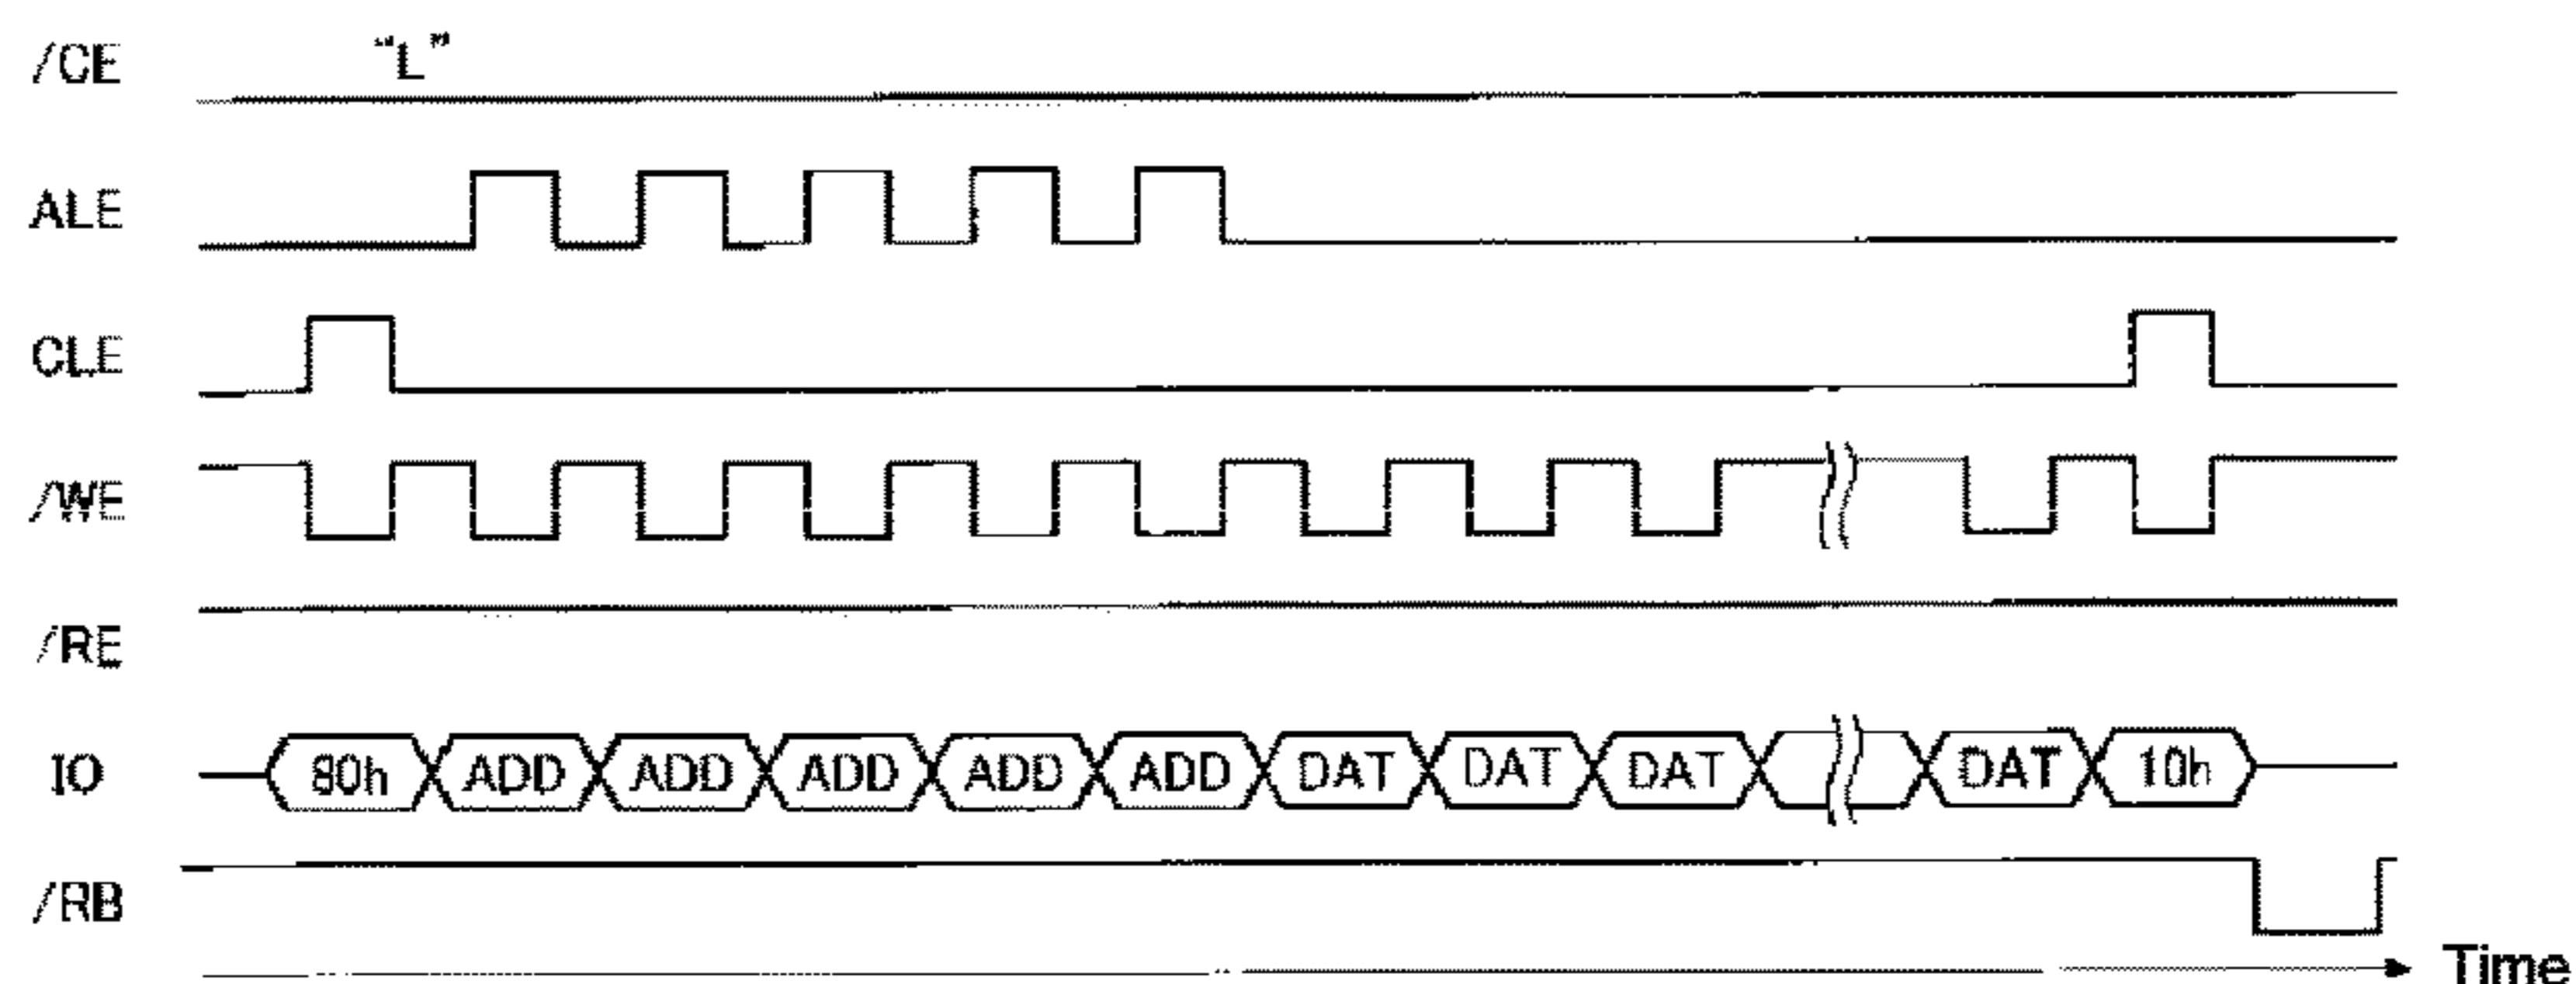 /CE "L"
ALE
CLE
/WE
/RE
IO 80h ADD ADD ADD ADD ADD DAT DAT DAT DAT 10h
/RB
Time